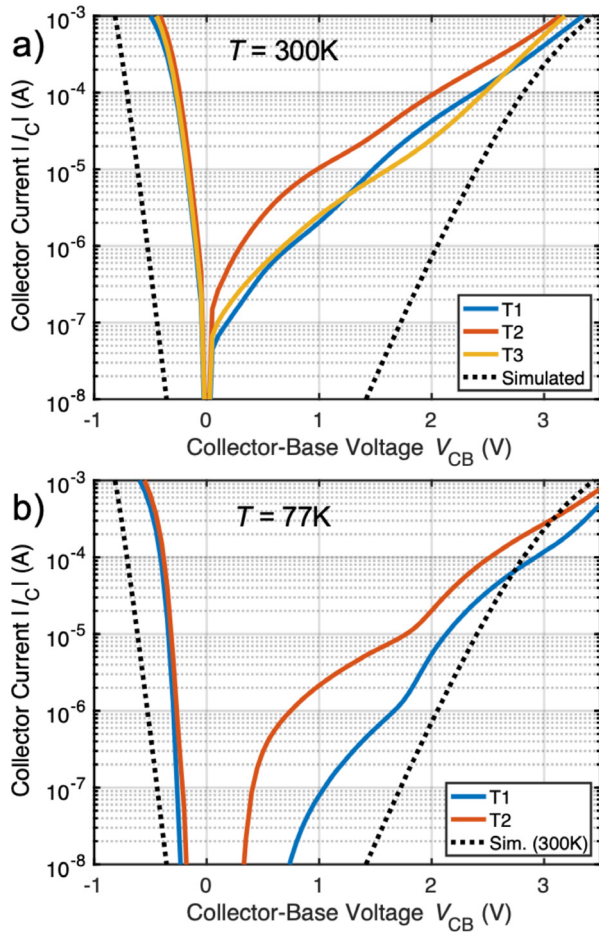 a)
T = 300K
Collector Current |I_C| (A)
10^-3
10^-4
10^-5
10^-6
10^-7
10^-8
T1
T2
T3
Simulated
-1 0 1 2 3
Collector-Base Voltage V_CB (V)
b)
T = 77K
Collector Current |I_C| (A)
10^-3
10^-4
10^-5
10^-6
10^-7
10^-8
T1
T2
Sim. (300K)
-1 0 1 2 3
Collector-Base Voltage V_CB (V)